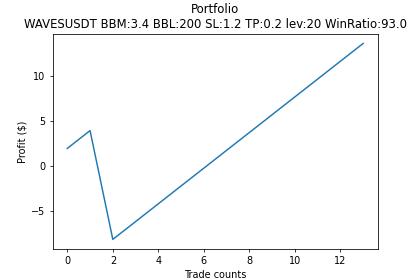 Portfolio
WAVESUSDT BBM:3.4 BBL:200 SL:1.2 TP:0.2 lev:20 WinRatio:93.0
Profit ($)
10
5
0
−5
0 2 4 6 8 10 12
Trade counts